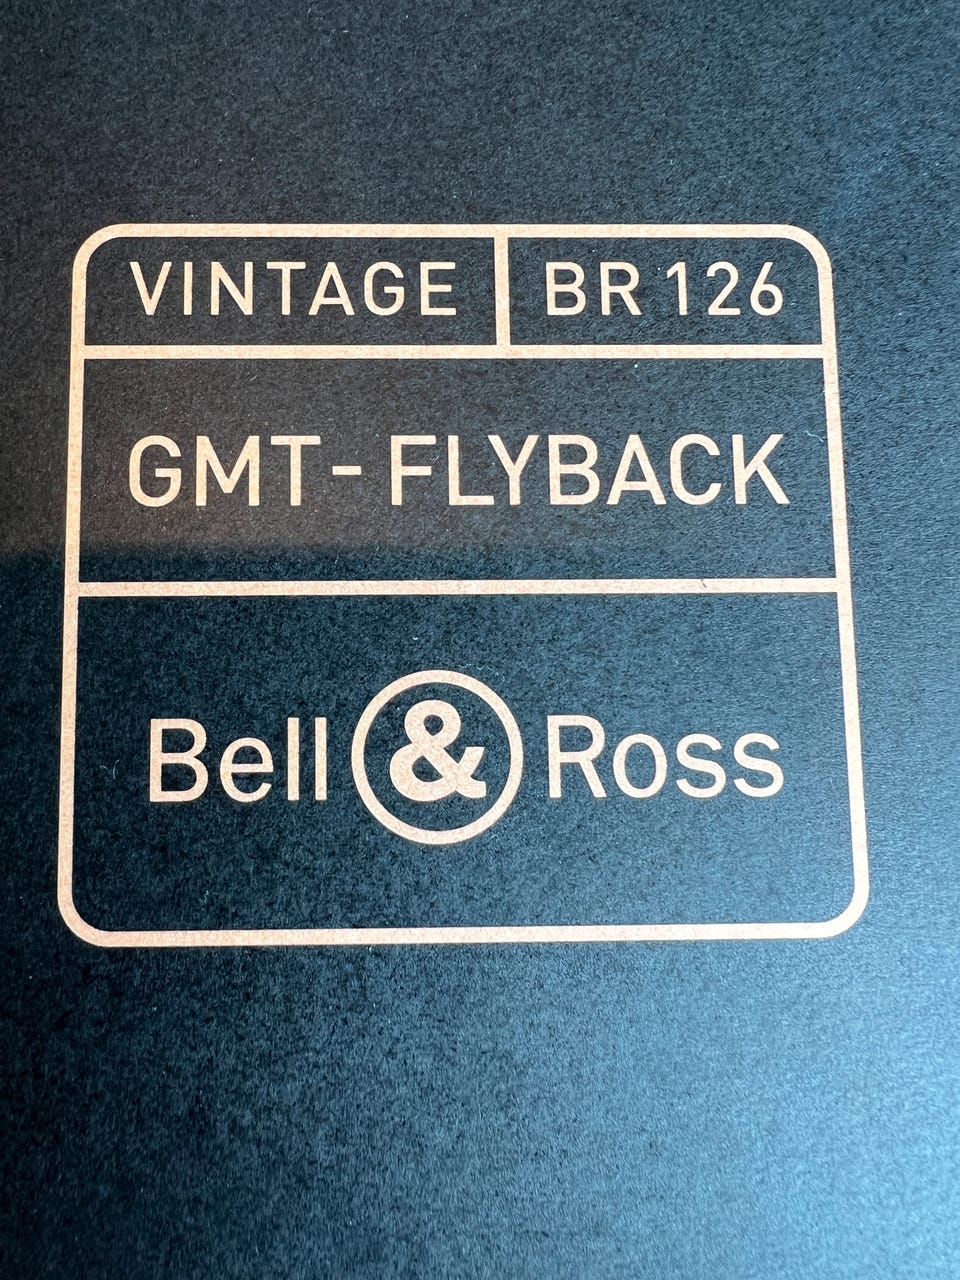 VINTAGE BR 126
GMT-FLYBACK
Bell & Ross